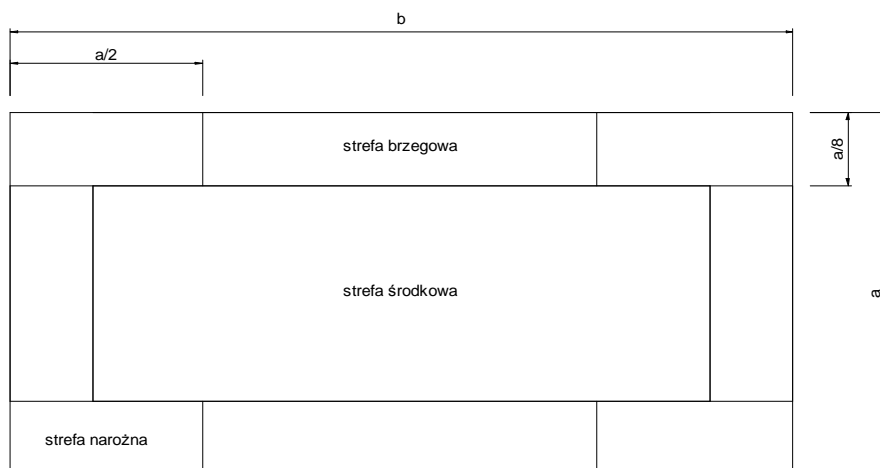 b
a/2
strefa brzegowa
a/8
strefa środkowa
a
strefa narożna